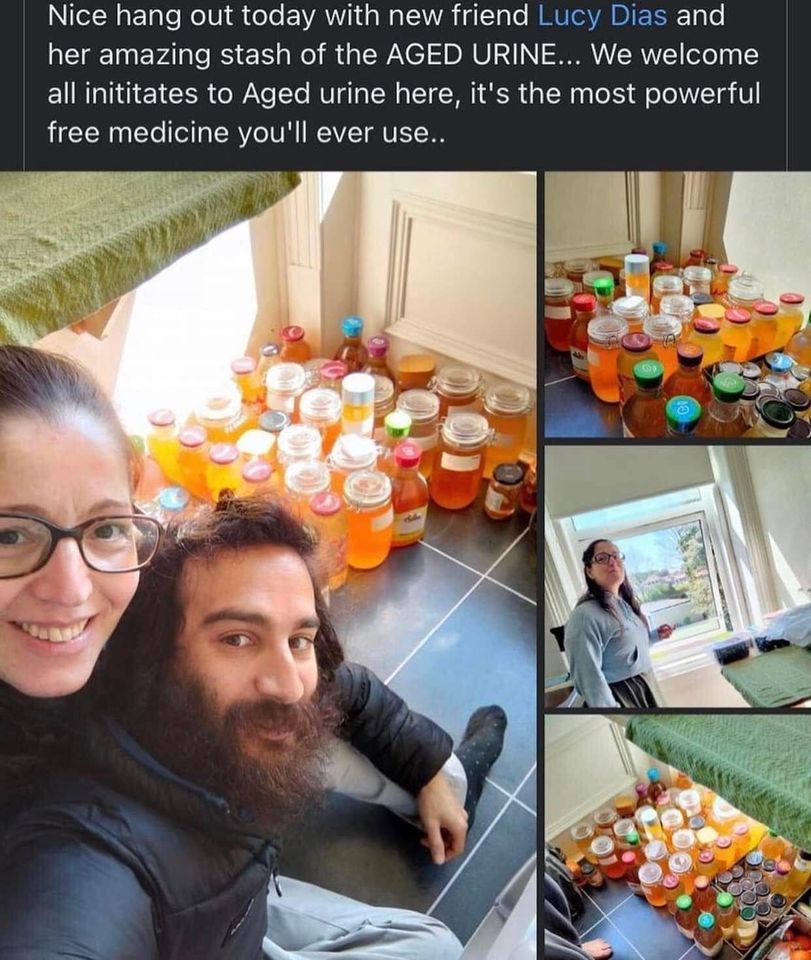 Nice hang out today with new friend Lucy Dias and
her amazing stash of the AGED URINE... We welcome
all inititates to Aged urine here, it's the most powerful
free medicine you'll ever use..